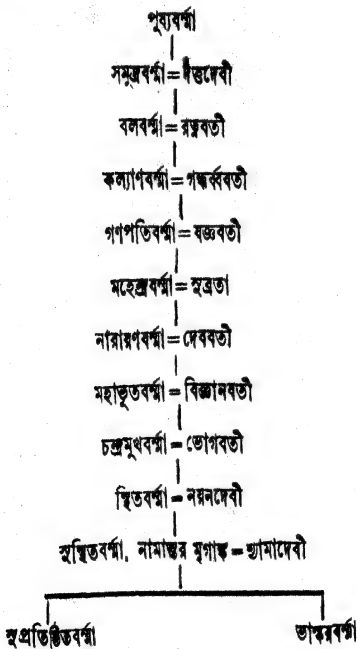 পুষ্যবর্ম্মা
সমুদ্রবর্ম্মা = দত্তদেবী
বলবর্ম্মা = রত্নবতী
কল্যাণবর্ম্মা = গন্ধর্ব্ববতী
গণপতিবর্ম্মা = যজ্ঞবতী
মহেন্দ্রবর্ম্মা = সুব্রতা
নারায়ণবর্ম্মা = দেববতী
মহাভূতবর্ম্মা = বিজ্ঞানবতী
চন্দ্রমুখবর্ম্মা = ভোগবতী
স্থিতবর্ম্মা = নয়নদেবী
সুস্থিতবর্ম্মা, নামান্তর মৃগাঙ্ক = শ্যামাদেবী
সুপ্রতিষ্ঠিতবর্ম্মা ভাস্করবর্ম্মা